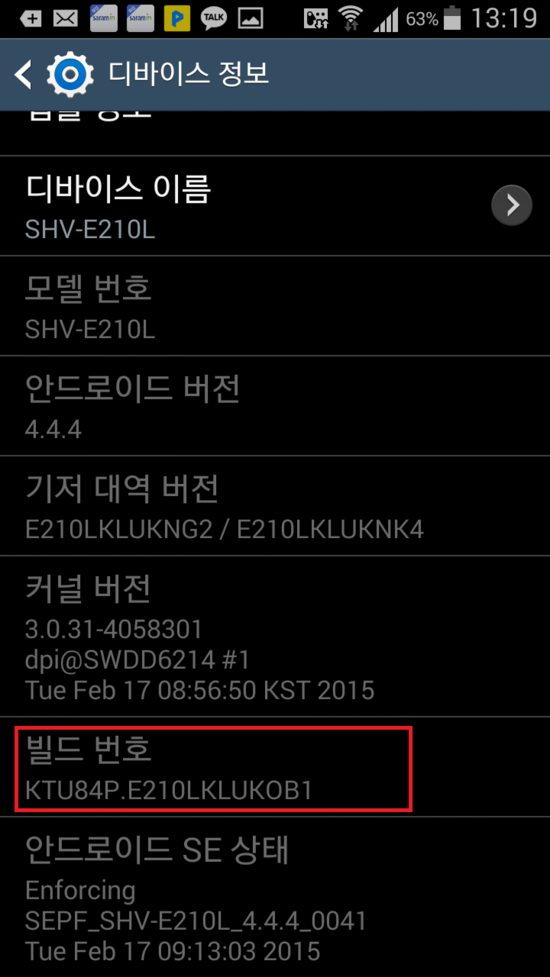 saramin
saramin
P
TALK
63%
13:19
디바이스 정보
디바이스 이름
SHV-E210L
모델 번호
SHV-E210L
안드로이드 버전
4.4.4
기저 대역 버전
E210LKLUKNG2 / E210LKLUKNK4
커널 버전
3.0.31-4058301
dpi@SWDD6214 #1
Tue Feb 17 08:56:50 KST 2015
빌드 번호
KTU84P.E210LKLUKOB1
안드로이드 SE 상태
Enforcing
SEPF_SHV-E210L_4.4.4_0041
Tue Feb 17 09:13:03 2015